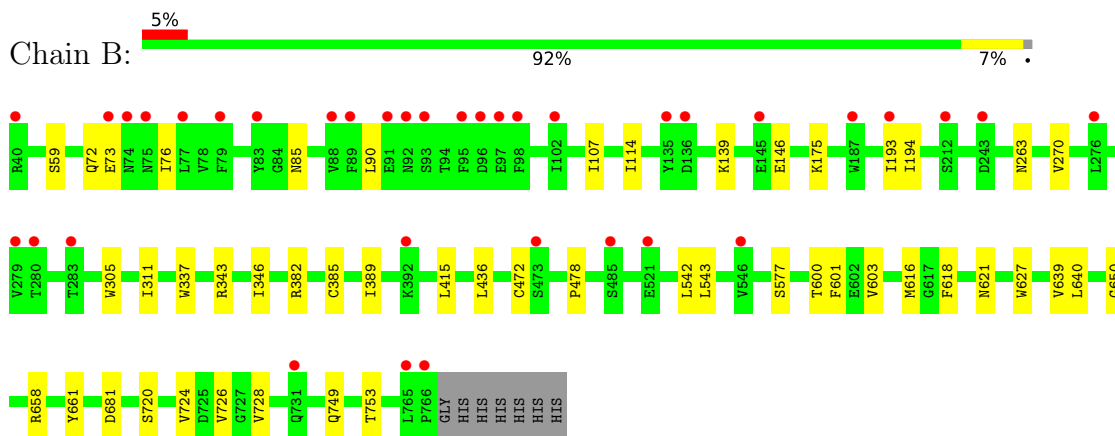 5%
Chain B:
92% 7% •
R40 S59 Q72 E73 N74 N75 I76 L77 V78 F79 Y83 G84 N85 V88 F89 L90 E91 N92 S93 T94 F95 D96 E97 F98 I102 I107 I114 Y135 D136 K139 E145 E146 K175 W187 I193 I194 S212 D243 N263 V270 L276
V279 T280 T283 W305 I311 W337 R343 I346 R382 C385 I389 K392 L415 L436 C472 S473 P478 S485 E521 L542 L543 V546 S577 T600 F601 E602 V603 M616 G617 F618 N621 W627 V639 L640
R658 Y661 D681 S720 V724 D725 V726 G727 V728 Q731 Q749 T753 L765 P766 GLY HIS HIS HIS HIS HIS HIS